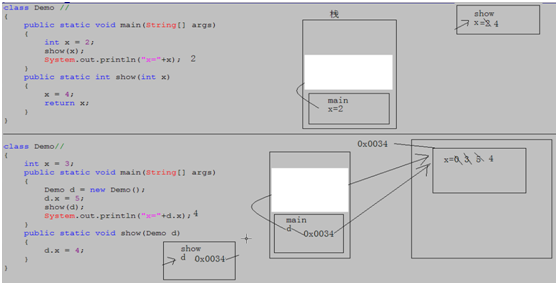 class Demo //
{
public static void main(String[] args)
{
int x = 2;
show(x);
System.out.println("x="+x); 2
}
public static int show(int x)
{
x = 4;
return x;
}
}
栈
main
x=2
show
x=2 4
class Demo//
{
int x = 3;
public static void main(String[] args)
{
Demo d = new Demo();
d.x = 5;
show(d);
System.out.println("x="+d.x); 4
}
public static void show(Demo d)
{
d.x = 4;
}
}
show
d 0x0034
main
d 0x0034
0x0034
x=0 3 5 4